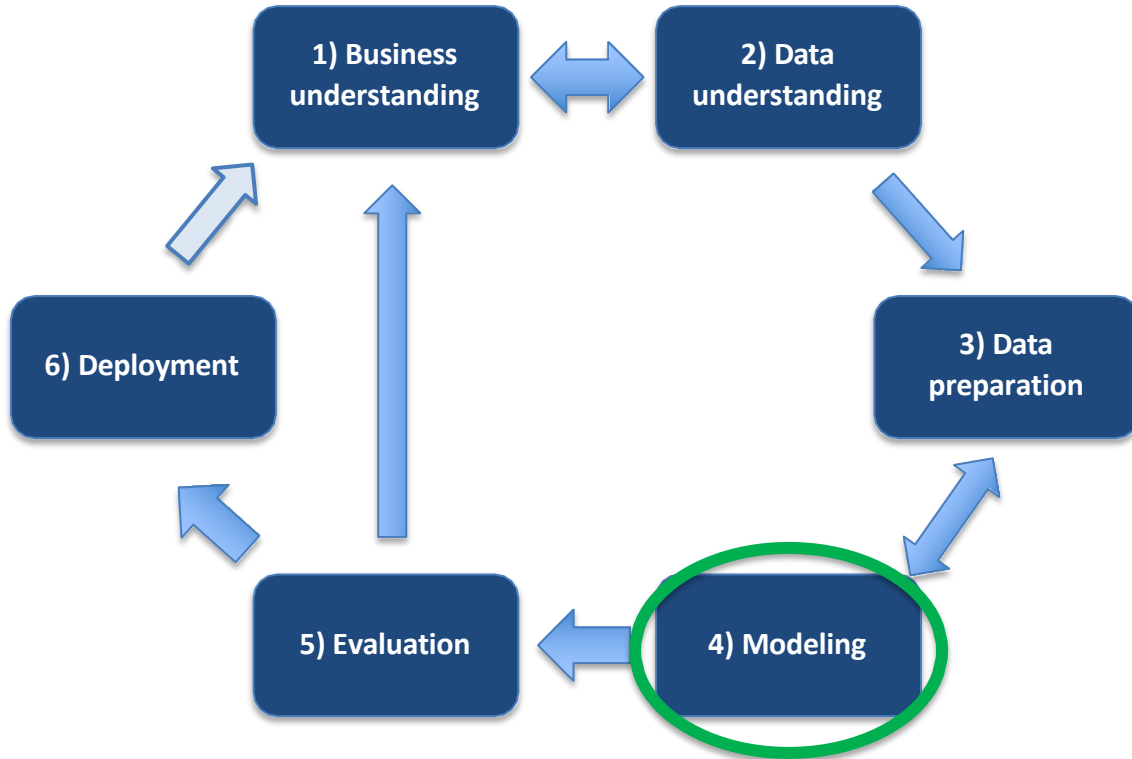 1) Business
understanding
2) Data
understanding
3) Data
preparation
4) Modeling
5) Evaluation
6) Deployment